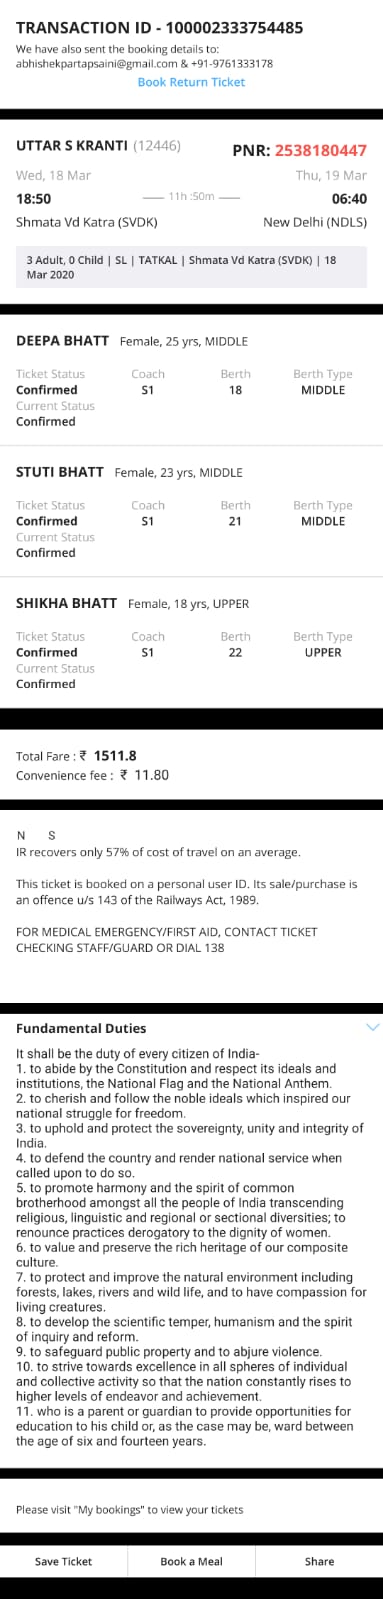 TRANSACTION ID - 100002333754485
We have also sent the booking details to:
abhishekpartapsaini@gmail.com & +91-9761333178
Book Return Ticket
UTTAR S KRANTI (12446)
PNR: 2538180447
Wed, 18 Mar
Thu, 19 Mar
18:50
11h :50m
06:40
Shmata Vd Katra (SVDK)
New Delhi (NDLS)
3 Adult, 0 Child | SL | TATKAL | Shmata Vd Katra (SVDK) | 18
Mar 2020
DEEPA BHATT Female, 25 yrs, MIDDLE
Ticket Status Coach Berth Berth Type
Confirmed S1 18 MIDDLE
Current Status
Confirmed
STUTI BHATT Female, 23 yrs, MIDDLE
Ticket Status Coach Berth Berth Type
Confirmed S1 21 MIDDLE
Current Status
Confirmed
SHIKHA BHATT Female, 18 yrs, UPPER
Ticket Status Coach Berth Berth Type
Confirmed S1 22 UPPER
Current Status
Confirmed
Total Fare : ₹ 1511.8
Convenience fee : ₹ 11.80
N S
IR recovers only 57% of cost of travel on an average.
This ticket is booked on a personal user ID. Its sale/purchase is
an offence u/s 143 of the Railways Act, 1989.
FOR MEDICAL EMERGENCY/FIRST AID, CONTACT TICKET
CHECKING STAFF/GUARD OR DIAL 138
Fundamental Duties
It shall be the duty of every citizen of India-
1. to abide by the Constitution and respect its ideals and
institutions, the National Flag and the National Anthem.
2. to cherish and follow the noble ideals which inspired our
national struggle for freedom.
3. to uphold and protect the sovereignty, unity and integrity of
India.
4. to defend the country and render national service when
called upon to do so.
5. to promote harmony and the spirit of common
brotherhood amongst all the people of India transcending
religious, linguistic and regional or sectional diversities; to
renounce practices derogatory to the dignity of women.
6. to value and preserve the rich heritage of our composite
culture.
7. to protect and improve the natural environment including
forests, lakes, rivers and wild life, and to have compassion for
living creatures.
8. to develop the scientific temper, humanism and the spirit
of inquiry and reform.
9. to safeguard public property and to abjure violence.
10. to strive towards excellence in all spheres of individual
and collective activity so that the nation constantly rises to
higher levels of endeavor and achievement.
11. who is a parent or guardian to provide opportunities for
education to his child or, as the case may be, ward between
the age of six and fourteen years.
Please visit "My bookings" to view your tickets
Save Ticket Book a Meal Share